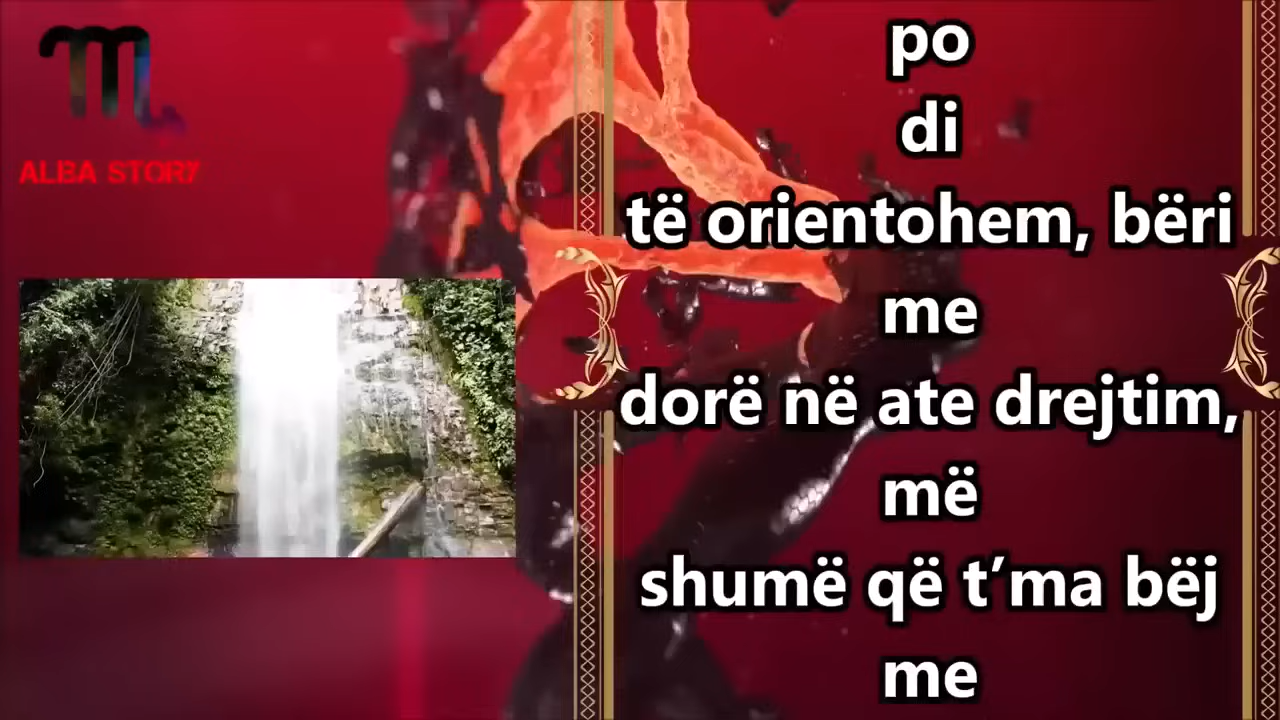 ALBA STORY
po
di
të orientohem, bëri
me
dorë në ate drejtim,
më
shumë që t’ma bëj
me